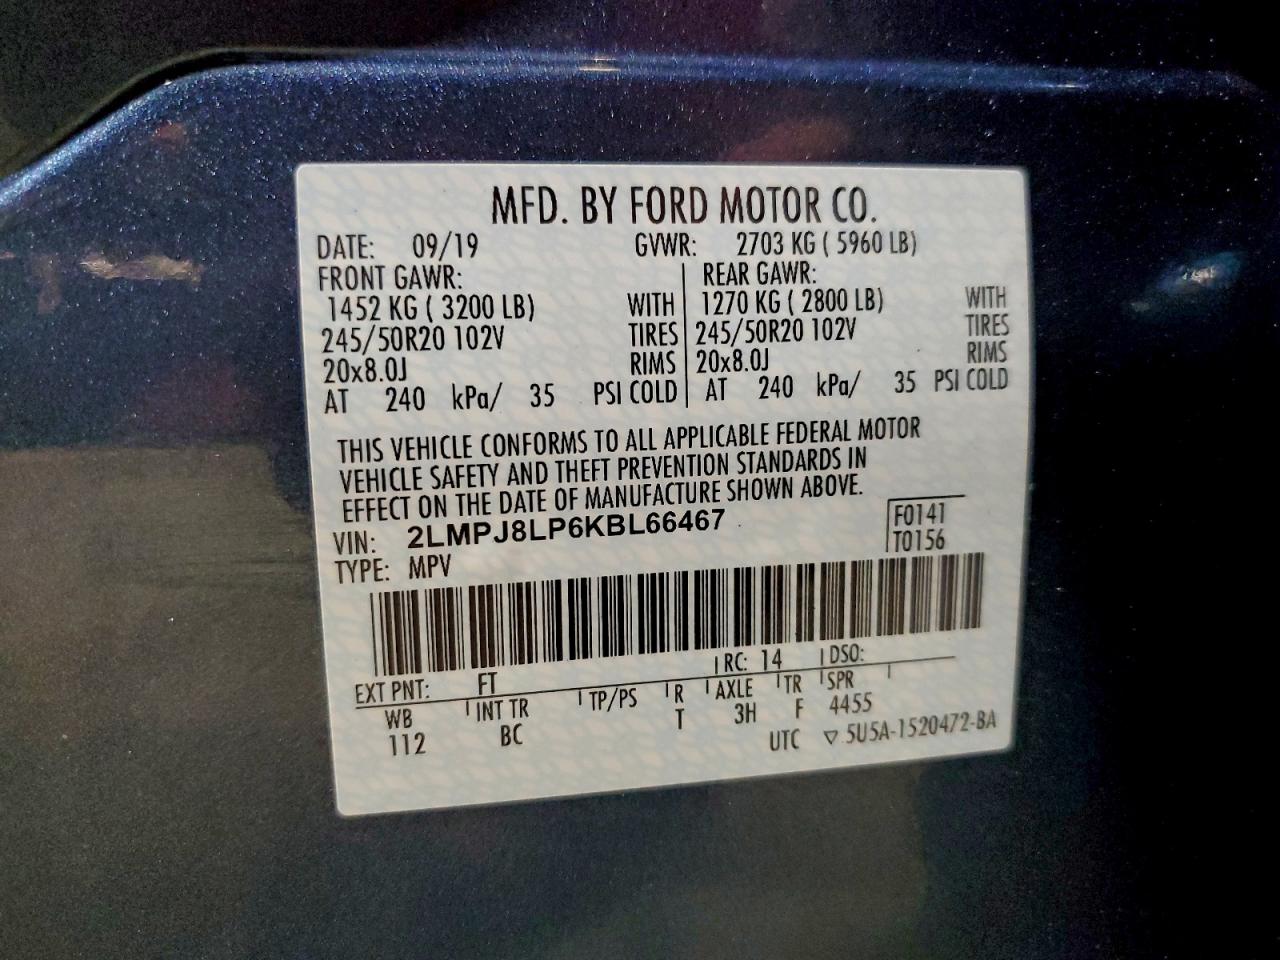 MFD. BY FORD MOTOR CO.
DATE: 09/19 GVWR: 2703 KG ( 5960 LB)
FRONT GAWR: REAR GAWR:
1452 KG ( 3200 LB) WITH 1270 KG ( 2800 LB) WITH
245/50R20 102V TIRES 245/50R20 102V TIRES
20x8.0J RIMS 20x8.0J RIMS
AT 240 kPa/ 35 PSI COLD AT 240 kPa/ 35 PSI COLD
THIS VEHICLE CONFORMS TO ALL APPLICABLE FEDERAL MOTOR
VEHICLE SAFETY AND THEFT PREVENTION STANDARDS IN
EFFECT ON THE DATE OF MANUFACTURE SHOWN ABOVE.
VIN: 2LMPJ8LP6KBL66467 F0141
TYPE: MPV T0156
EXT PNT: FT RC: 14 DSO:
WB INT TR TP/PS R AXLE TR SPR
112 BC T 3H F 4455
UTC ▽ 5U5A-1520472-BA